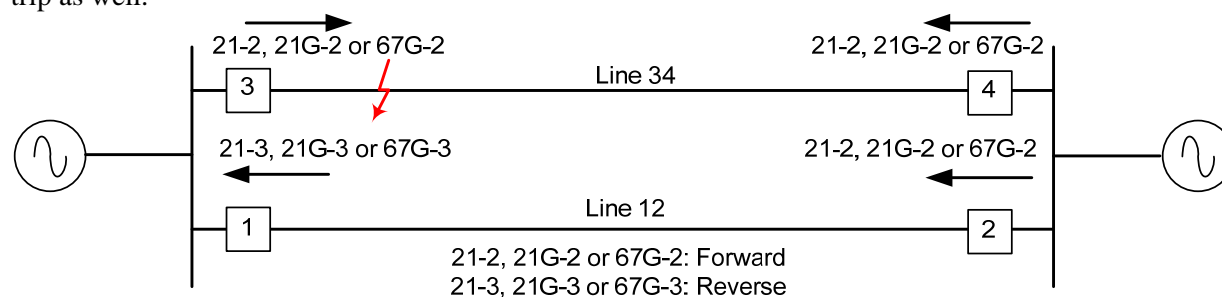 trip as well.
21-2, 21G-2 or 67G-2
21-2, 21G-2 or 67G-2
3
Line 34
4
21-3, 21G-3 or 67G-3
21-2, 21G-2 or 67G-2
1
Line 12
2
21-2, 21G-2 or 67G-2: Forward
21-3, 21G-3 or 67G-3: Reverse